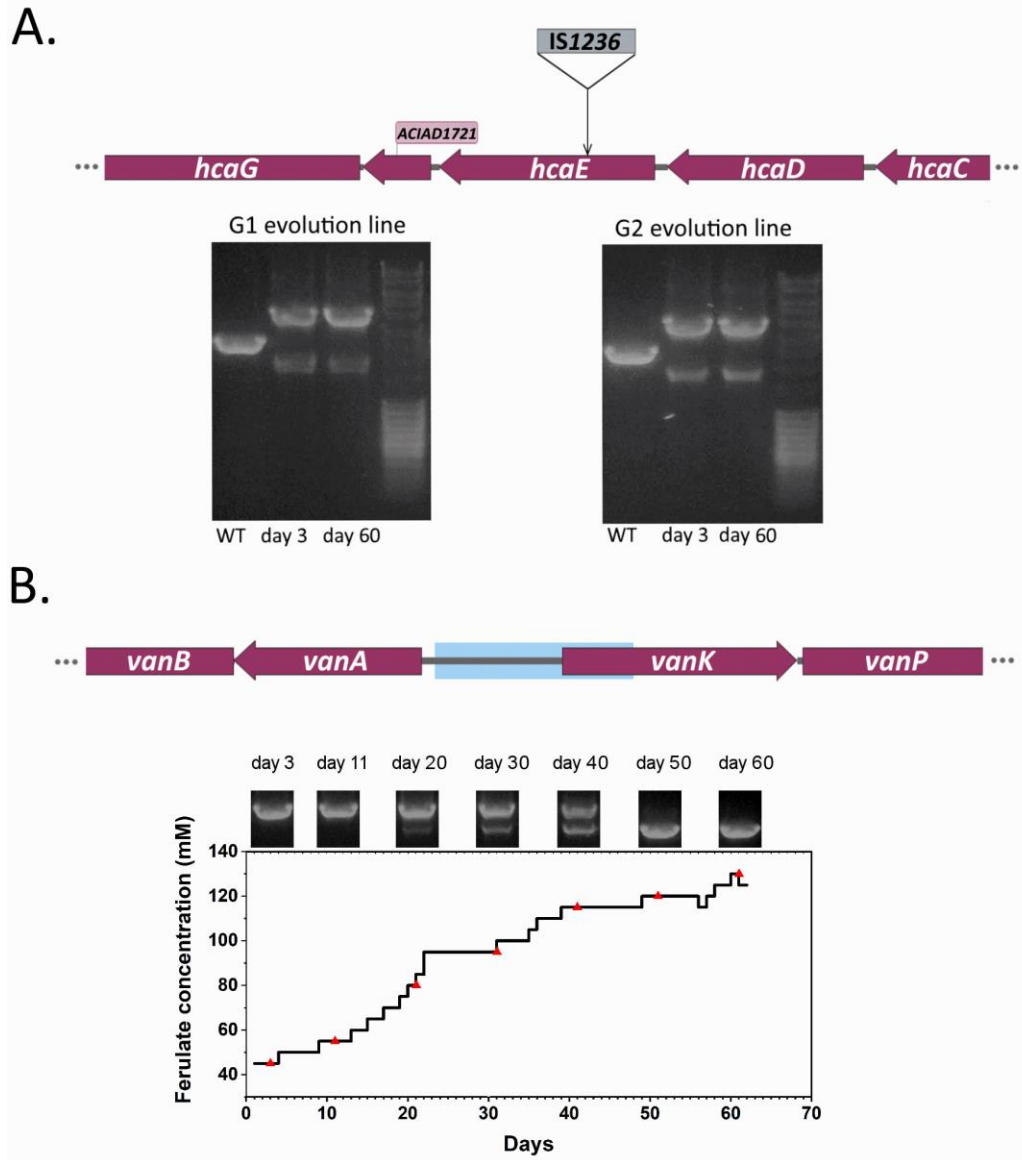 A.
IS1236
ACIAD1721
... hcaG hcaE hcaD hcaC ...
G1 evolution line G2 evolution line
WT day 3 day 60 WT day 3 day 60
B.
... vanB vanA vanK vanP ...
day 3 day 11 day 20 day 30 day 40 day 50 day 60
140
120
100
80
60
40
Ferulate concentration (mM)
0 10 20 30 40 50 60 70
Days